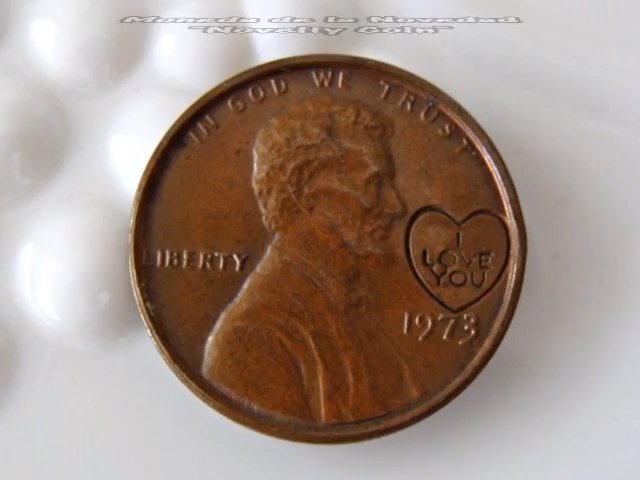 Moneda de la Novedad
"Novelty Coin"
IN GOD WE TRUST
LIBERTY
I
LOVE
YOU
1973